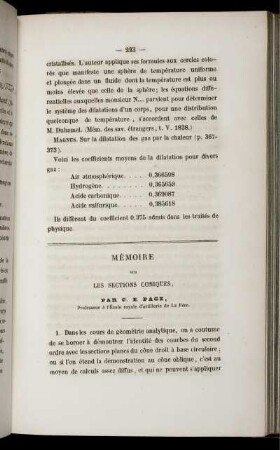 — 293 —
cristallisés. L'auteur applique ses formules aux cercles colo-
rés que manifeste une sphère de température uniforme
et plongée dans un fluide dont la température est plus ou
moins élevée que celle de la sphère; les équations diffé-
rentielles auxquelles monsieur N... parvient pour déterminer
le système des dilatations d'un corps, pour une distribution
quelconque de température, s'accordent avec celles de
M. Duhamel. (Mém. des sav. étrangers, t. V. 1838.)
MAGNUS. Sur la dilatation des gaz par la chaleur (p. 367-
373).
Voici les coefficients moyens de la dilatation pour divers
gaz :
Air atmosphérique. . . . . 0,366508
Hydrogène. . . . . 0,365659
Acide carbonique. . . . . 0,369087
Acide sulfurique. . . . . 0,385618
Ils diffèrent du coefficient 0,375 admis dans les traités de
physique.
MÉMOIRE
SUR
LES SECTIONS CONIQUES,
PAR C. E. PAGE,
Professeur à l'École royale d'artillerie de La Fère.
1. Dans les cours de géométrie analytique, on a coutume
de se borner à démontrer l'identité des courbes du second
ordre avec les sections planes du cône droit à base circulaire;
ou si l'on étend la démonstration au cône oblique, c'est au
moyen de calculs assez diffus, et qui ne peuvent s'appliquer